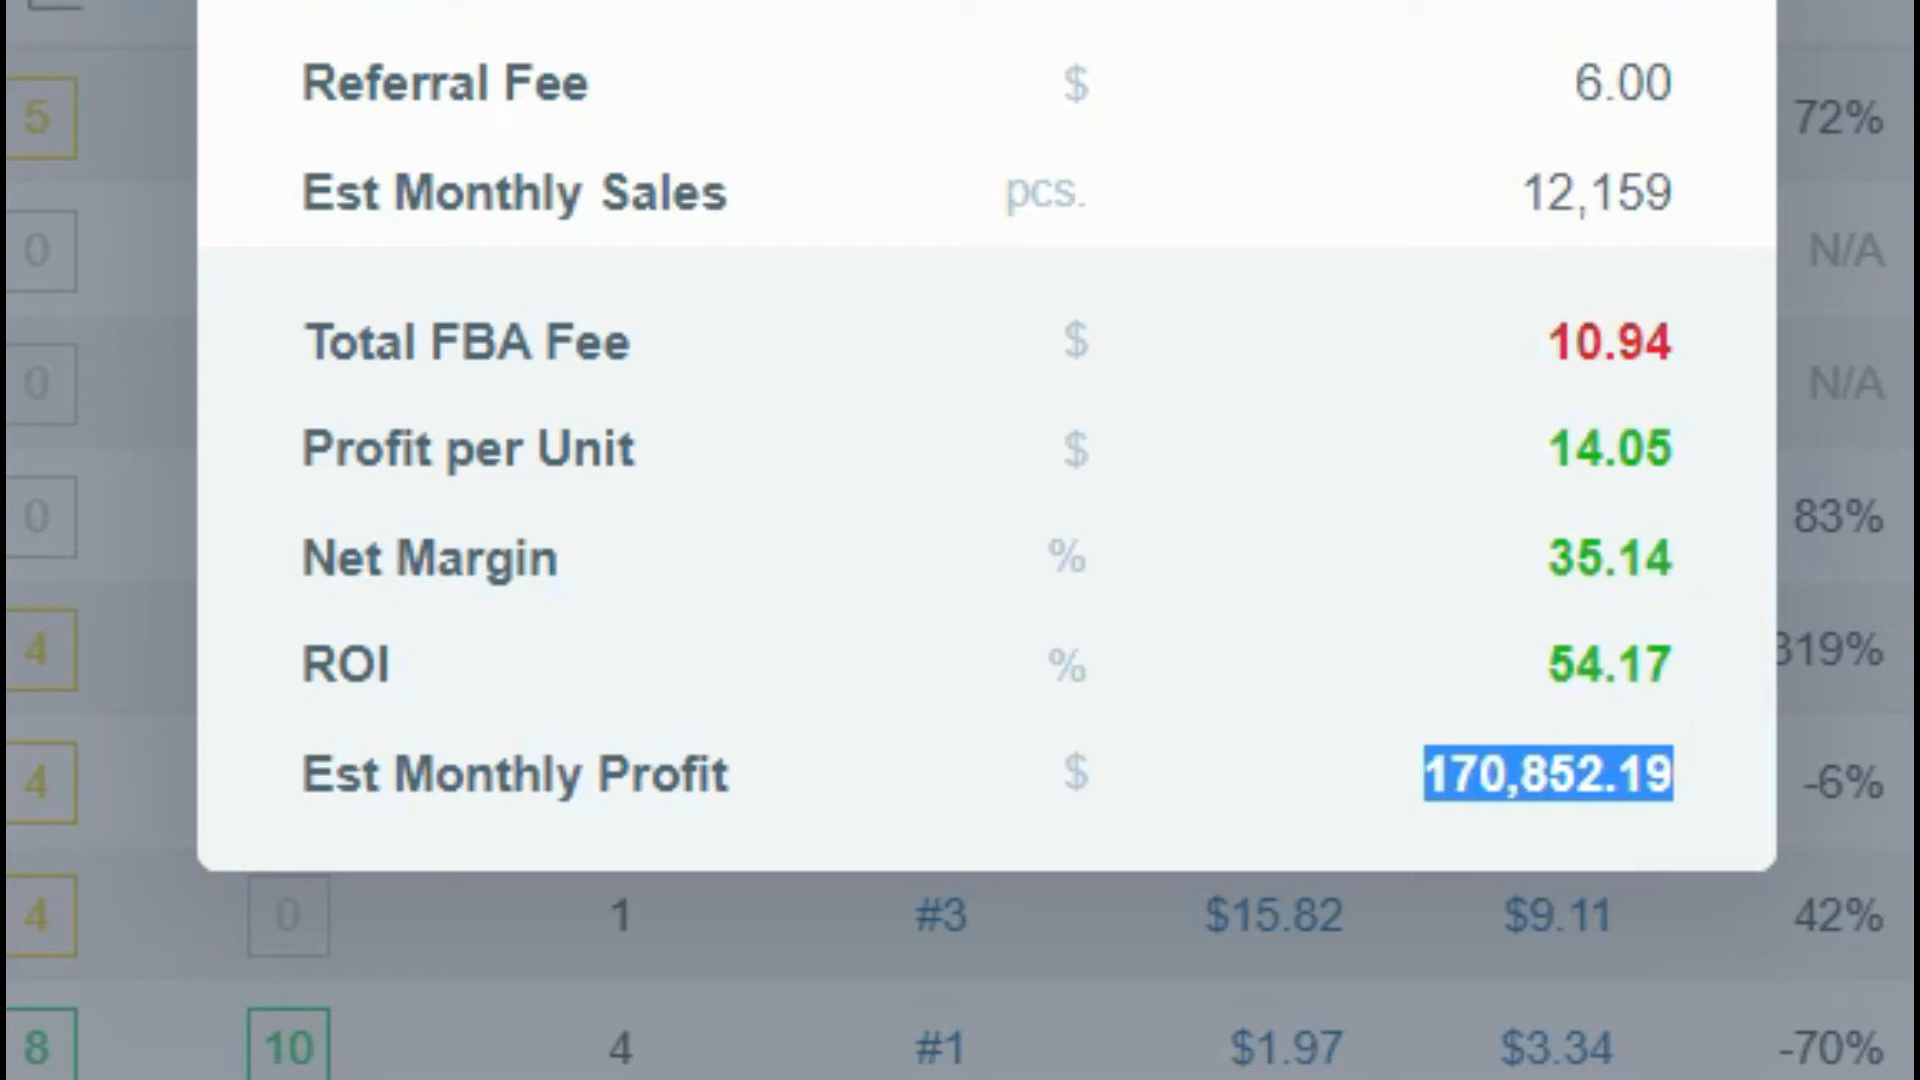 Referral Fee $ 6.00
5 72%
Est Monthly Sales pcs. 12,159
0 N/A
Total FBA Fee $ 10.94
0 N/A
Profit per Unit $ 14.05
0 83%
Net Margin % 35.14
4 319%
ROI % 54.17
Est Monthly Profit $ 170,852.19
4 -6%
4 0 1 #3 $15.82 $9.11 42%
8 10 4 #1 $1.97 $3.34 -70%